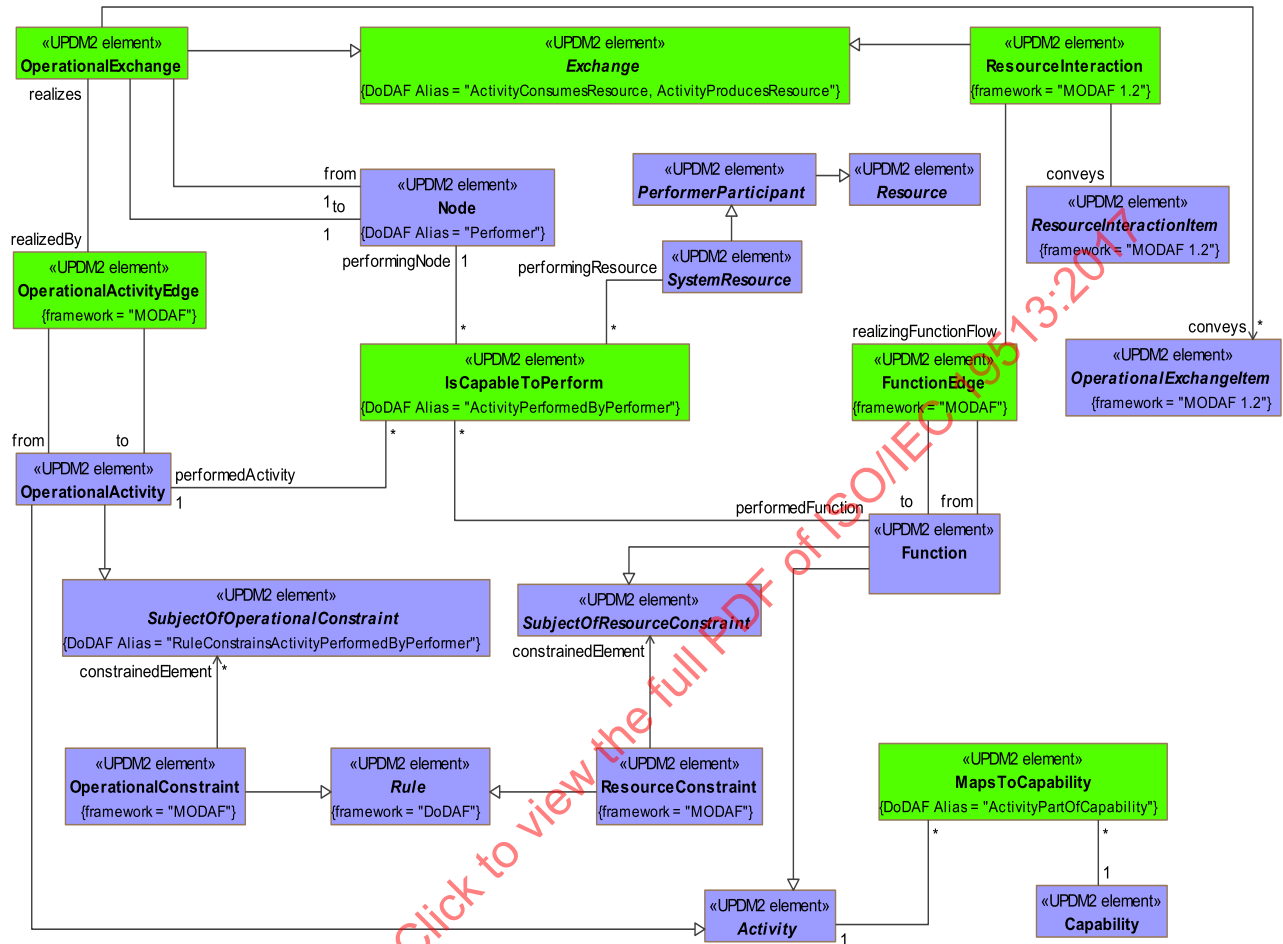 «UPDM2 element»
OperationalExchange
«UPDM2 element»
Exchange
{DoDAF Alias = "ActivityConsumesResource, ActivityProducesResource"}
«UPDM2 element»
ResourceInteraction
{framework = "MODAF 1.2"}
realizes
from
1
to
1
«UPDM2 element»
Node
{DoDAF Alias = "Performer"}
«UPDM2 element»
PerformerParticipant
«UPDM2 element»
Resource
conveys
«UPDM2 element»
ResourceInteractionItem
{framework = "MODAF 1.2"}
realizedBy
performingNode
1
performingResource
«UPDM2 element»
SystemResource
«UPDM2 element»
OperationalActivityEdge
{framework = "MODAF"}
*
*
realizingFunctionFlow
conveys
*
«UPDM2 element»
IsCapableToPerform
{DoDAF Alias = "ActivityPerformedByPerformer"}
«UPDM2 element»
FunctionEdge
{framework = "MODAF"}
«UPDM2 element»
OperationalExchangeItem
{framework = "MODAF 1.2"}
from
to
*
*
«UPDM2 element»
OperationalActivity
performedActivity
1
performedFunction
to
from
«UPDM2 element»
Function
«UPDM2 element»
SubjectOfOperationalConstraint
{DoDAF Alias = "RuleConstrainsActivityPerformedByPerformer"}
«UPDM2 element»
SubjectOfResourceConstraint
constrainedElement
*
constrainedElement
«UPDM2 element»
OperationalConstraint
{framework = "MODAF"}
«UPDM2 element»
Rule
{framework = "DoDAF"}
«UPDM2 element»
ResourceConstraint
{framework = "MODAF"}
«UPDM2 element»
MapsToCapability
{DoDAF Alias = "ActivityPartOfCapability"}
*
*
1
«UPDM2 element»
Activity
1
«UPDM2 element»
Capability
Click to view the full PDF of ISO/IEC 19513:2017